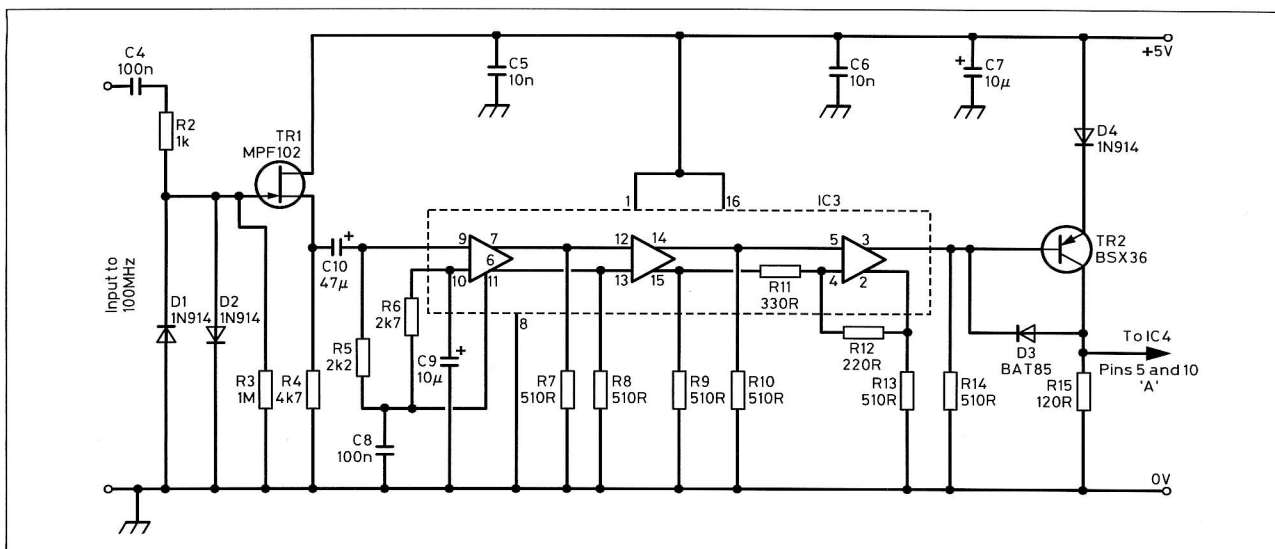 C4
100n
R2
1k
TR1
MPF102
Input to
100MHz
D1
1N914
D2
1N914
R3
1M
R4
4k7
C10
47µ
+
R5
2k2
R6
2k7
C8
100n
C9
10µ
+
C5
10n
1
16
IC3
9
10
7
6
11
8
12
13
14
15
R7
510R
R8
510R
R9
510R
R10
510R
R11
330R
5
4
3
2
R12
220R
R13
510R
R14
510R
C6
10n
+
C7
10µ
+5V
D4
1N914
TR2
BSX36
D3
BAT85
To IC4
Pins 5 and 10
'A'
R15
120R
0V